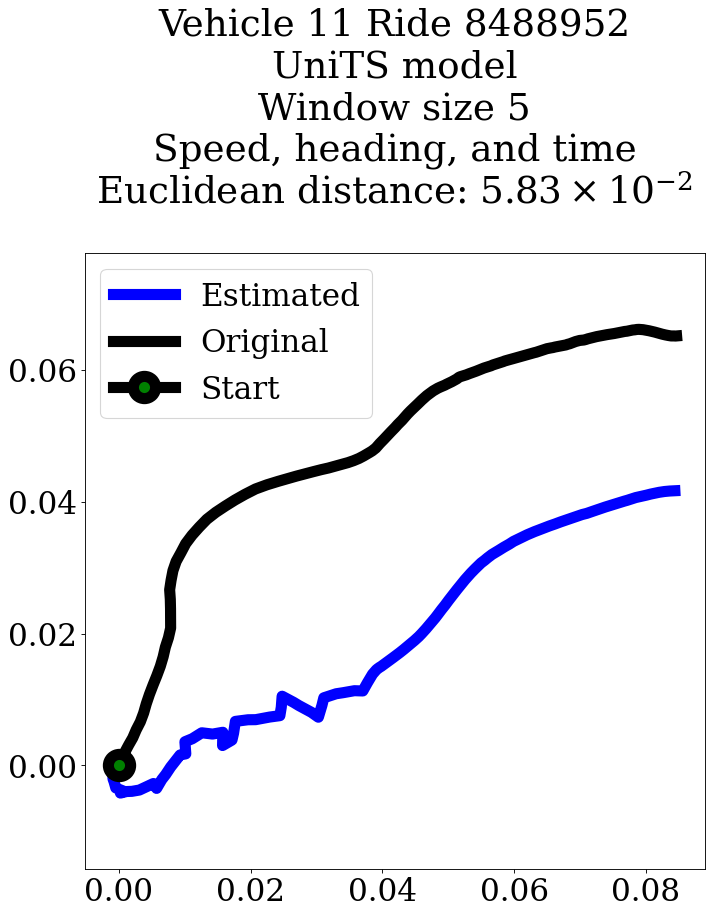 Vehicle 11 Ride 8488952
UniTS model
Window size 5
Speed, heading, and time
Euclidean distance: 5.83 × 10⁻²
Estimated
Original
Start
0.06
0.04
0.02
0.00
0.00 0.02 0.04 0.06 0.08